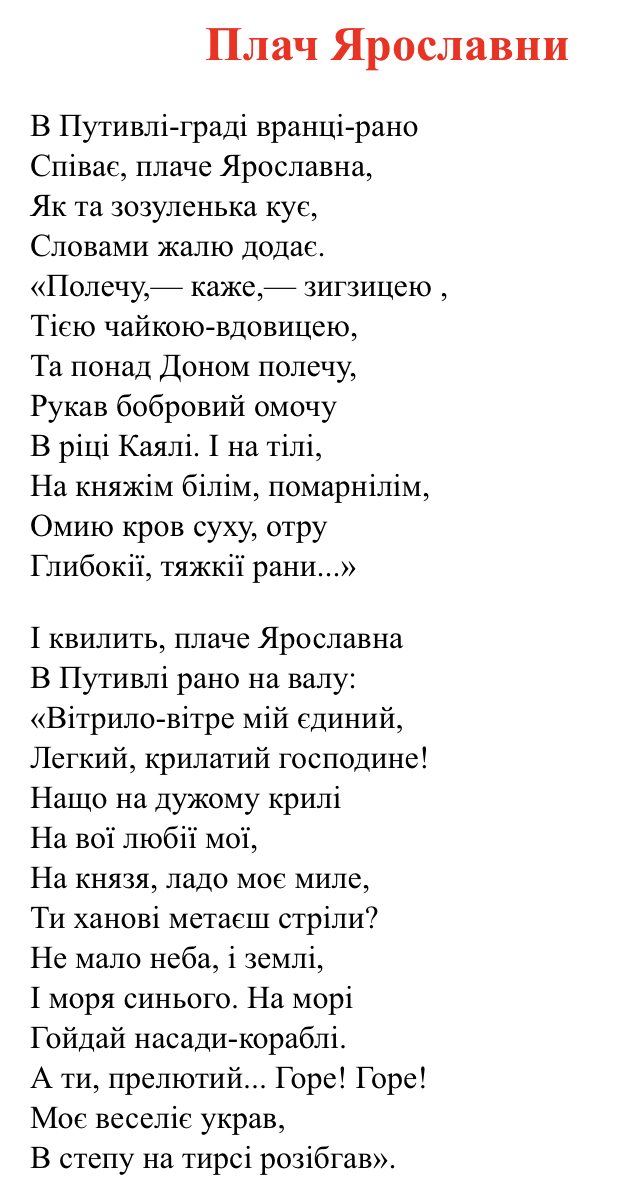 Плач Ярославни
В Путивлі-граді вранці-рано
Співає, плаче Ярославна,
Як та зозуленька кує,
Словами жалю додає.
«Полечу,— каже,— зигзицею ,
Тією чайкою-вдовицею,
Та понад Доном полечу,
Рукав бобровий омочу
В ріці Каялі. І на тілі,
На княжім білім, помарнілім,
Омию кров суху, отру
Глибокії, тяжкії рани...»
І квилить, плаче Ярославна
В Путивлі рано на валу:
«Вітрило-вітре мій єдиний,
Легкий, крилатий господине!
Нащо на дужому крилі
На вої любії мої,
На князя, ладо моє миле,
Ти ханові метаєш стріли?
Не мало неба, і землі,
І моря синього. На морі
Гойдай насади-кораблі.
А ти, прелютий... Горе! Горе!
Моє веселіє украв,
В степу на тирсі розібгав».